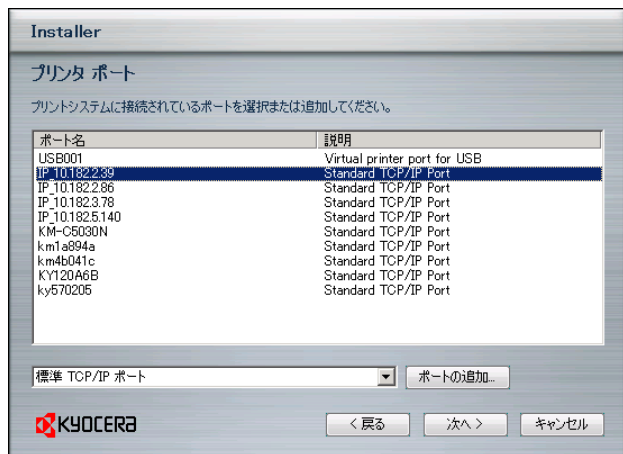 Installer
プリンタ ポート
プリントシステムに接続されているポートを選択または追加してください。
ポート名 説明
USB001 Virtual printer port for USB
IP_10.182.2.39 Standard TCP/IP Port
IP_10.182.2.86 Standard TCP/IP Port
IP_10.182.3.78 Standard TCP/IP Port
IP_10.182.5.140 Standard TCP/IP Port
KM-C5030N Standard TCP/IP Port
km1a894a Standard TCP/IP Port
km4b041c Standard TCP/IP Port
KY120A6B Standard TCP/IP Port
ky570205 Standard TCP/IP Port
標準 TCP/IP ポート ポートの追加...
KYOCERA < 戻る 次へ > キャンセル